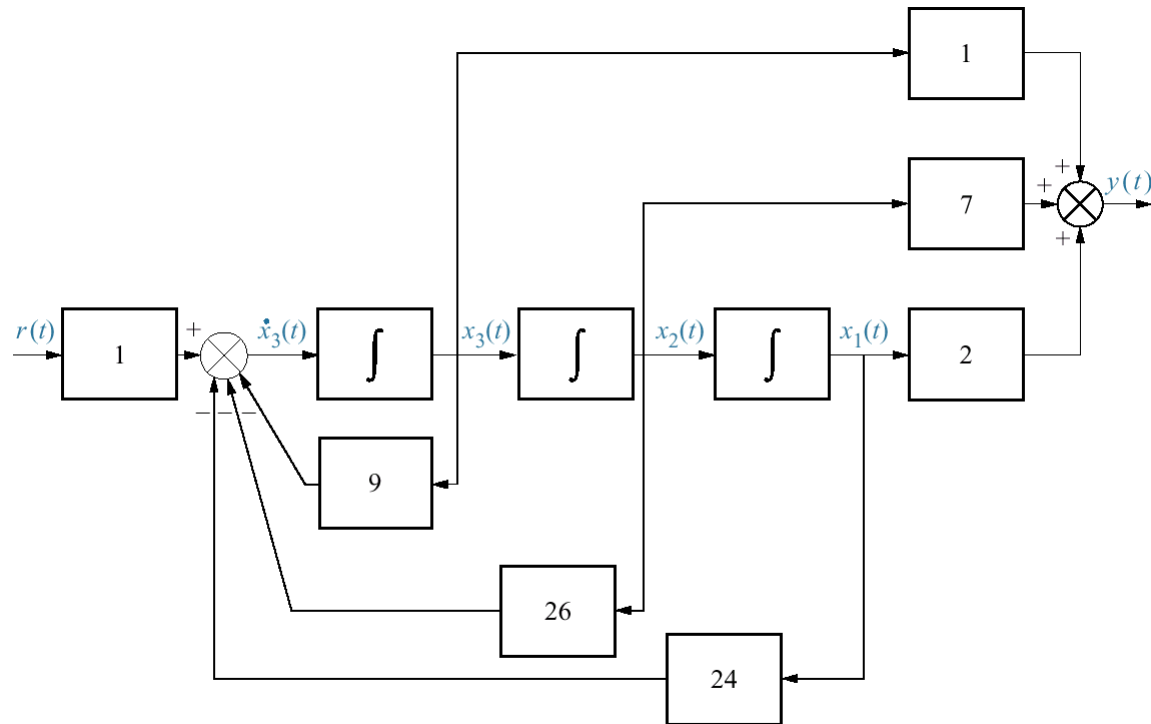 1
+
7
+
y(t)
+
r(t)
1
+
ẋ₃(t)
∫
x₃(t)
∫
x₂(t)
∫
x₁(t)
2
− − −
9
26
24